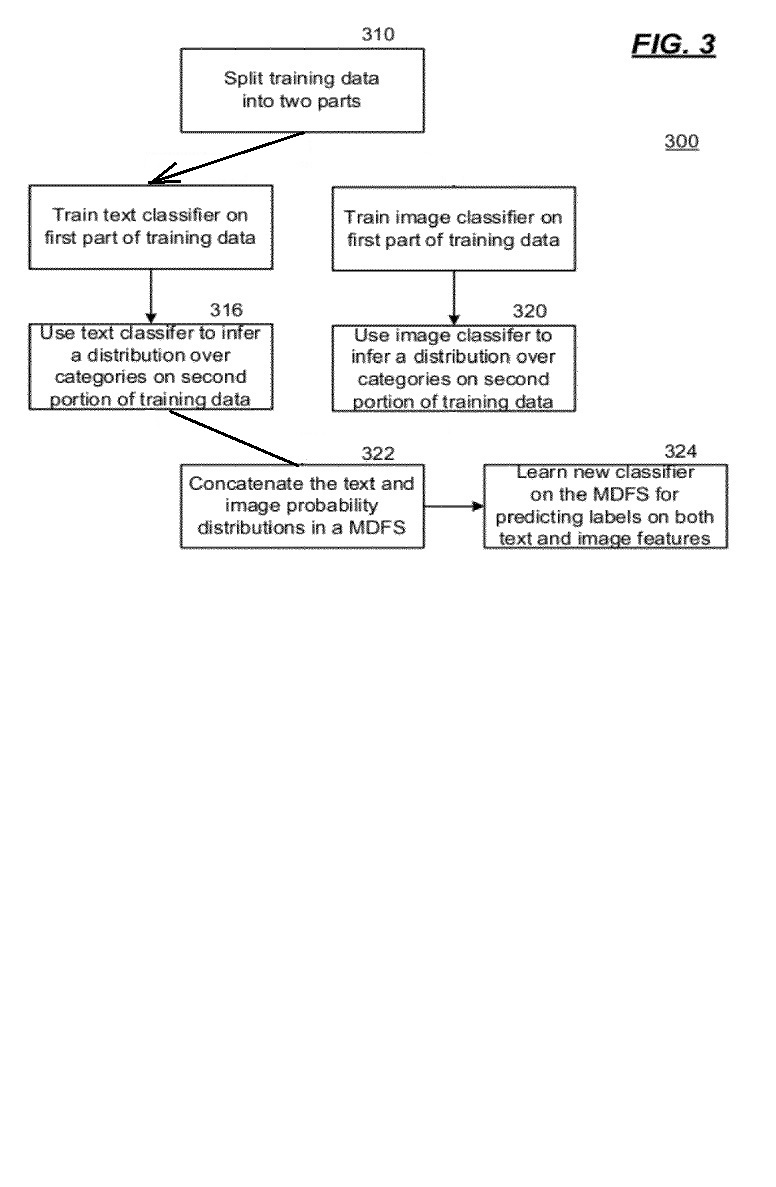 310
FIG. 3
Split training data
into two parts
300
Train text classifier on
first part of training data
Train image classifier on
first part of training data
316
Use text classifer to infer
a distribution over
categories on second
portion of training data
320
Use image classifer to
infer a distribution over
categories on second
portion of training data
322
Concatenate the text and
image probability
distributions in a MDFS
324
Learn new classifier
on the MDFS for
predicting labels on both
text and image features